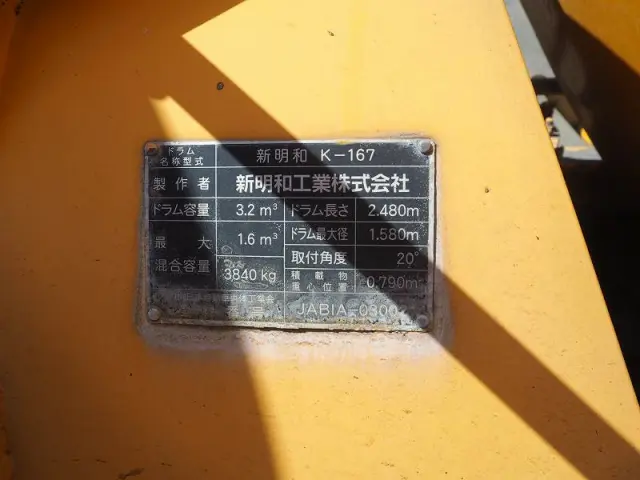 ドラム
名称型式 新明和 K-167
製作者 新明和工業株式会社
ドラム容量 3.2 m³ ドラム長さ 2.480m
最大 1.6 m³ ドラム最大径 1.580m
混合容量 3840kg 取付角度 20°
積載物
重心位置 0.790m
JABIA-0300